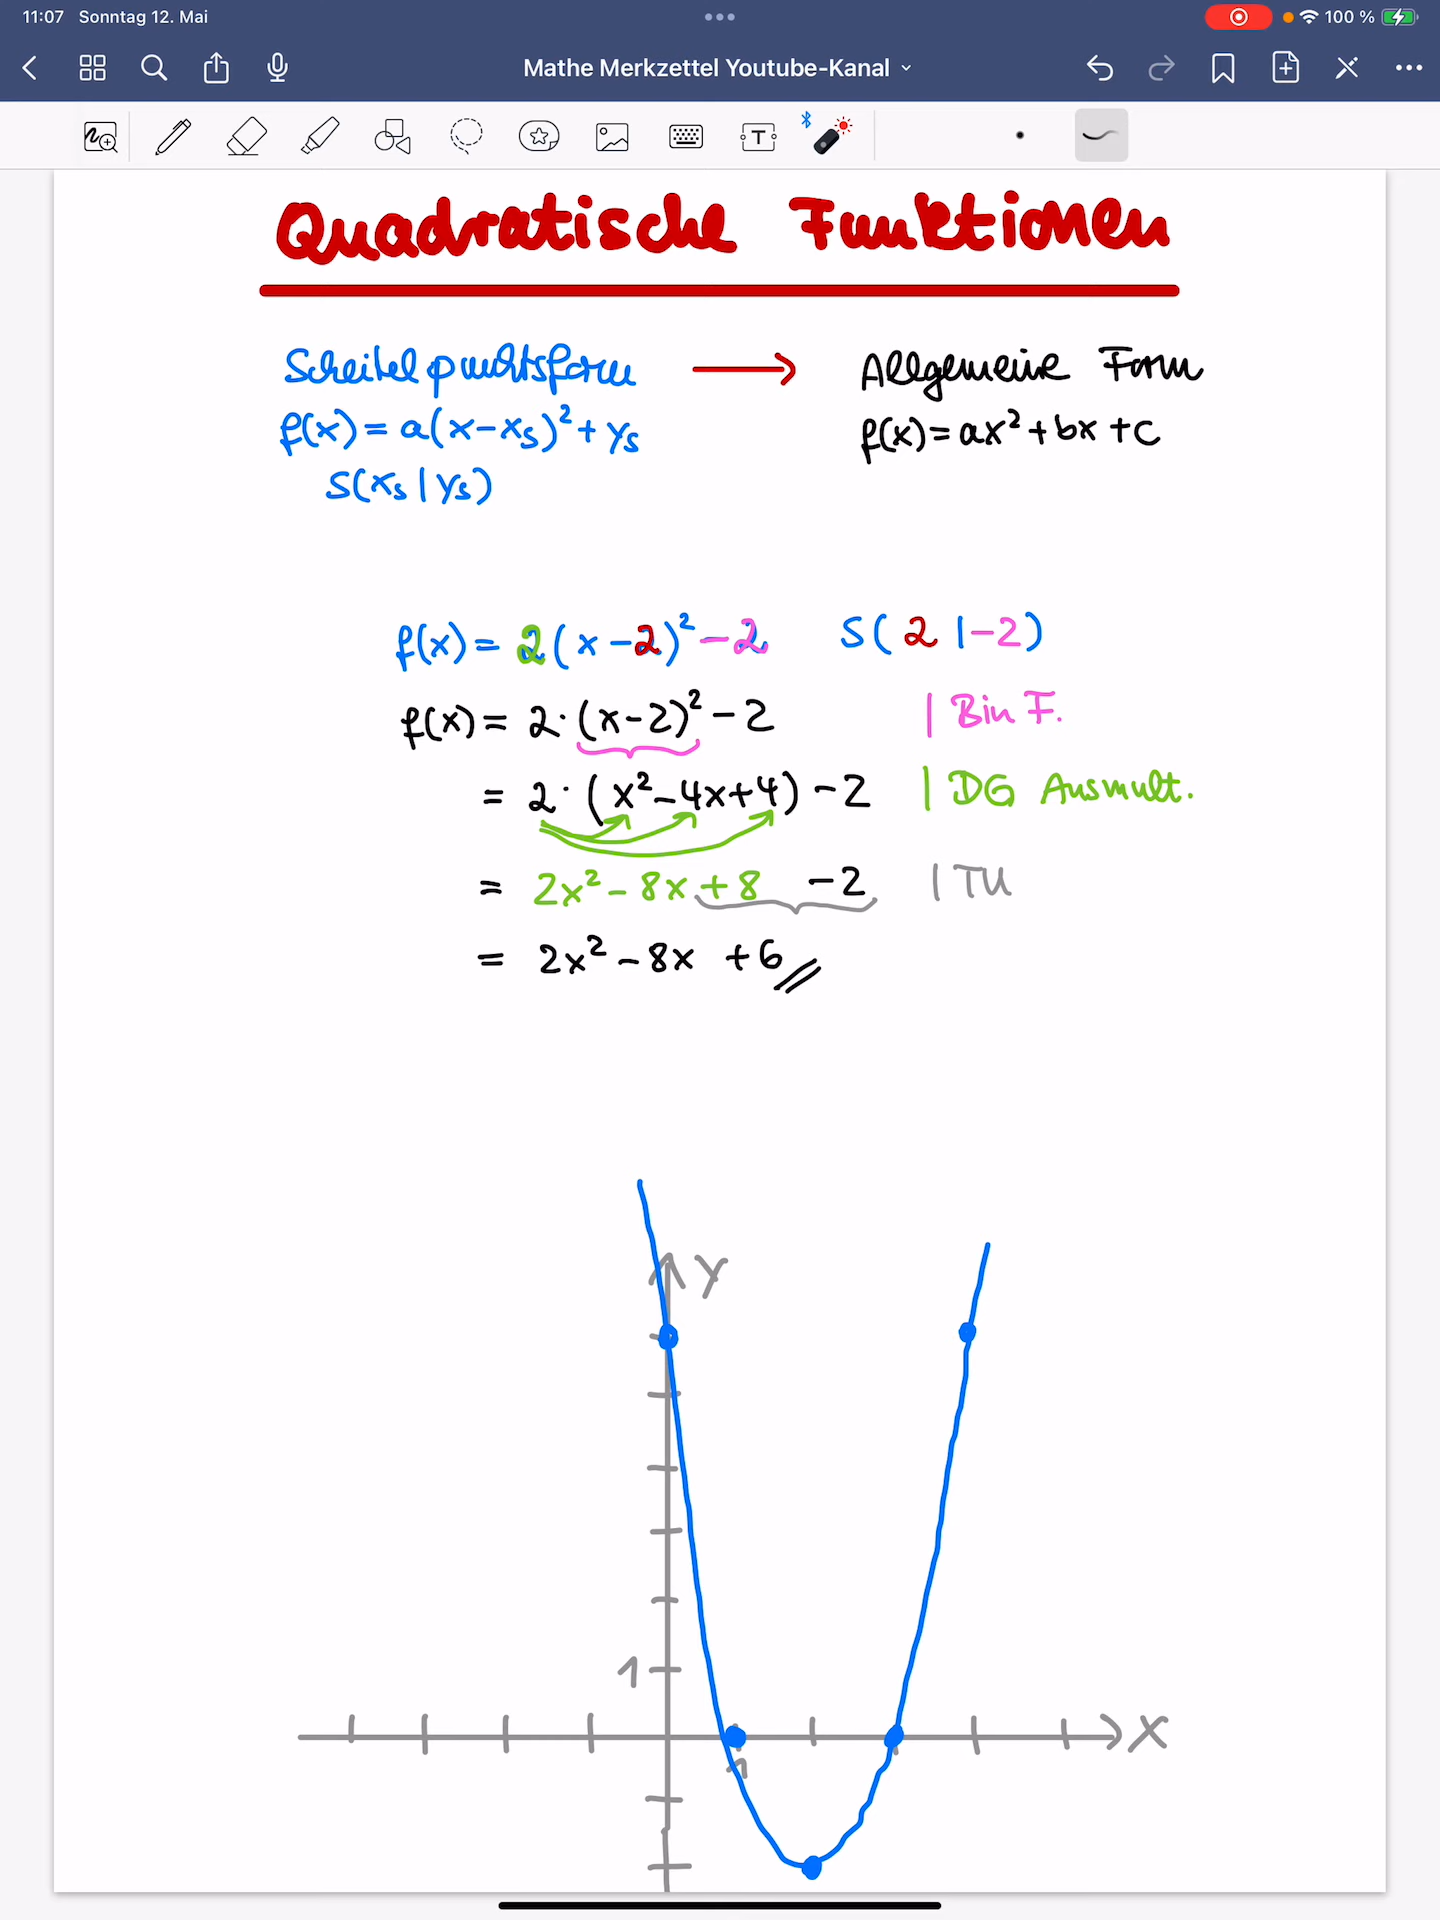 11:07 Sonntag 12. Mai 100 %
Mathe Merkzettel Youtube-Kanal
T
Quadratische Funktionen
Scheitelpunktsform → Allgemeine Form
f(x) = a(x-xₛ)² + yₛ f(x) = ax² + bx + c
S(xₛ | yₛ)
f(x) = 2(x-2)² - 2 S(2 | -2)
f(x) = 2·(x-2)² - 2 | Bin F.
= 2·(x² - 4x + 4) - 2 | DG Ausmult.
= 2x² - 8x + 8 - 2 | TU
= 2x² - 8x + 6
Y
1
X
1